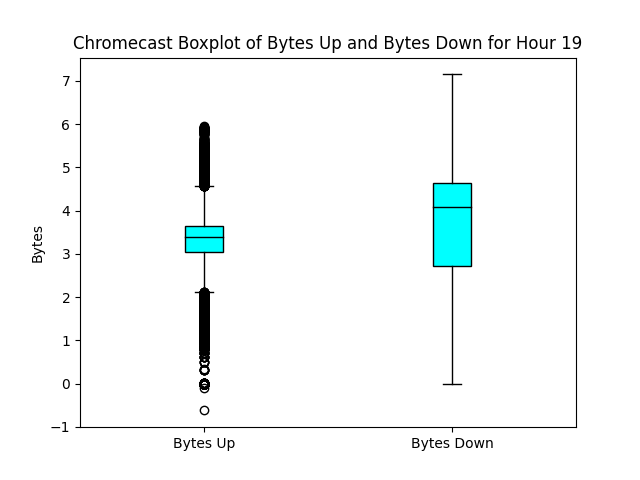 Chromecast Boxplot of Bytes Up and Bytes Down for Hour 19
7
6
5
4
3
2
1
0
−1
Bytes
Bytes Up
Bytes Down